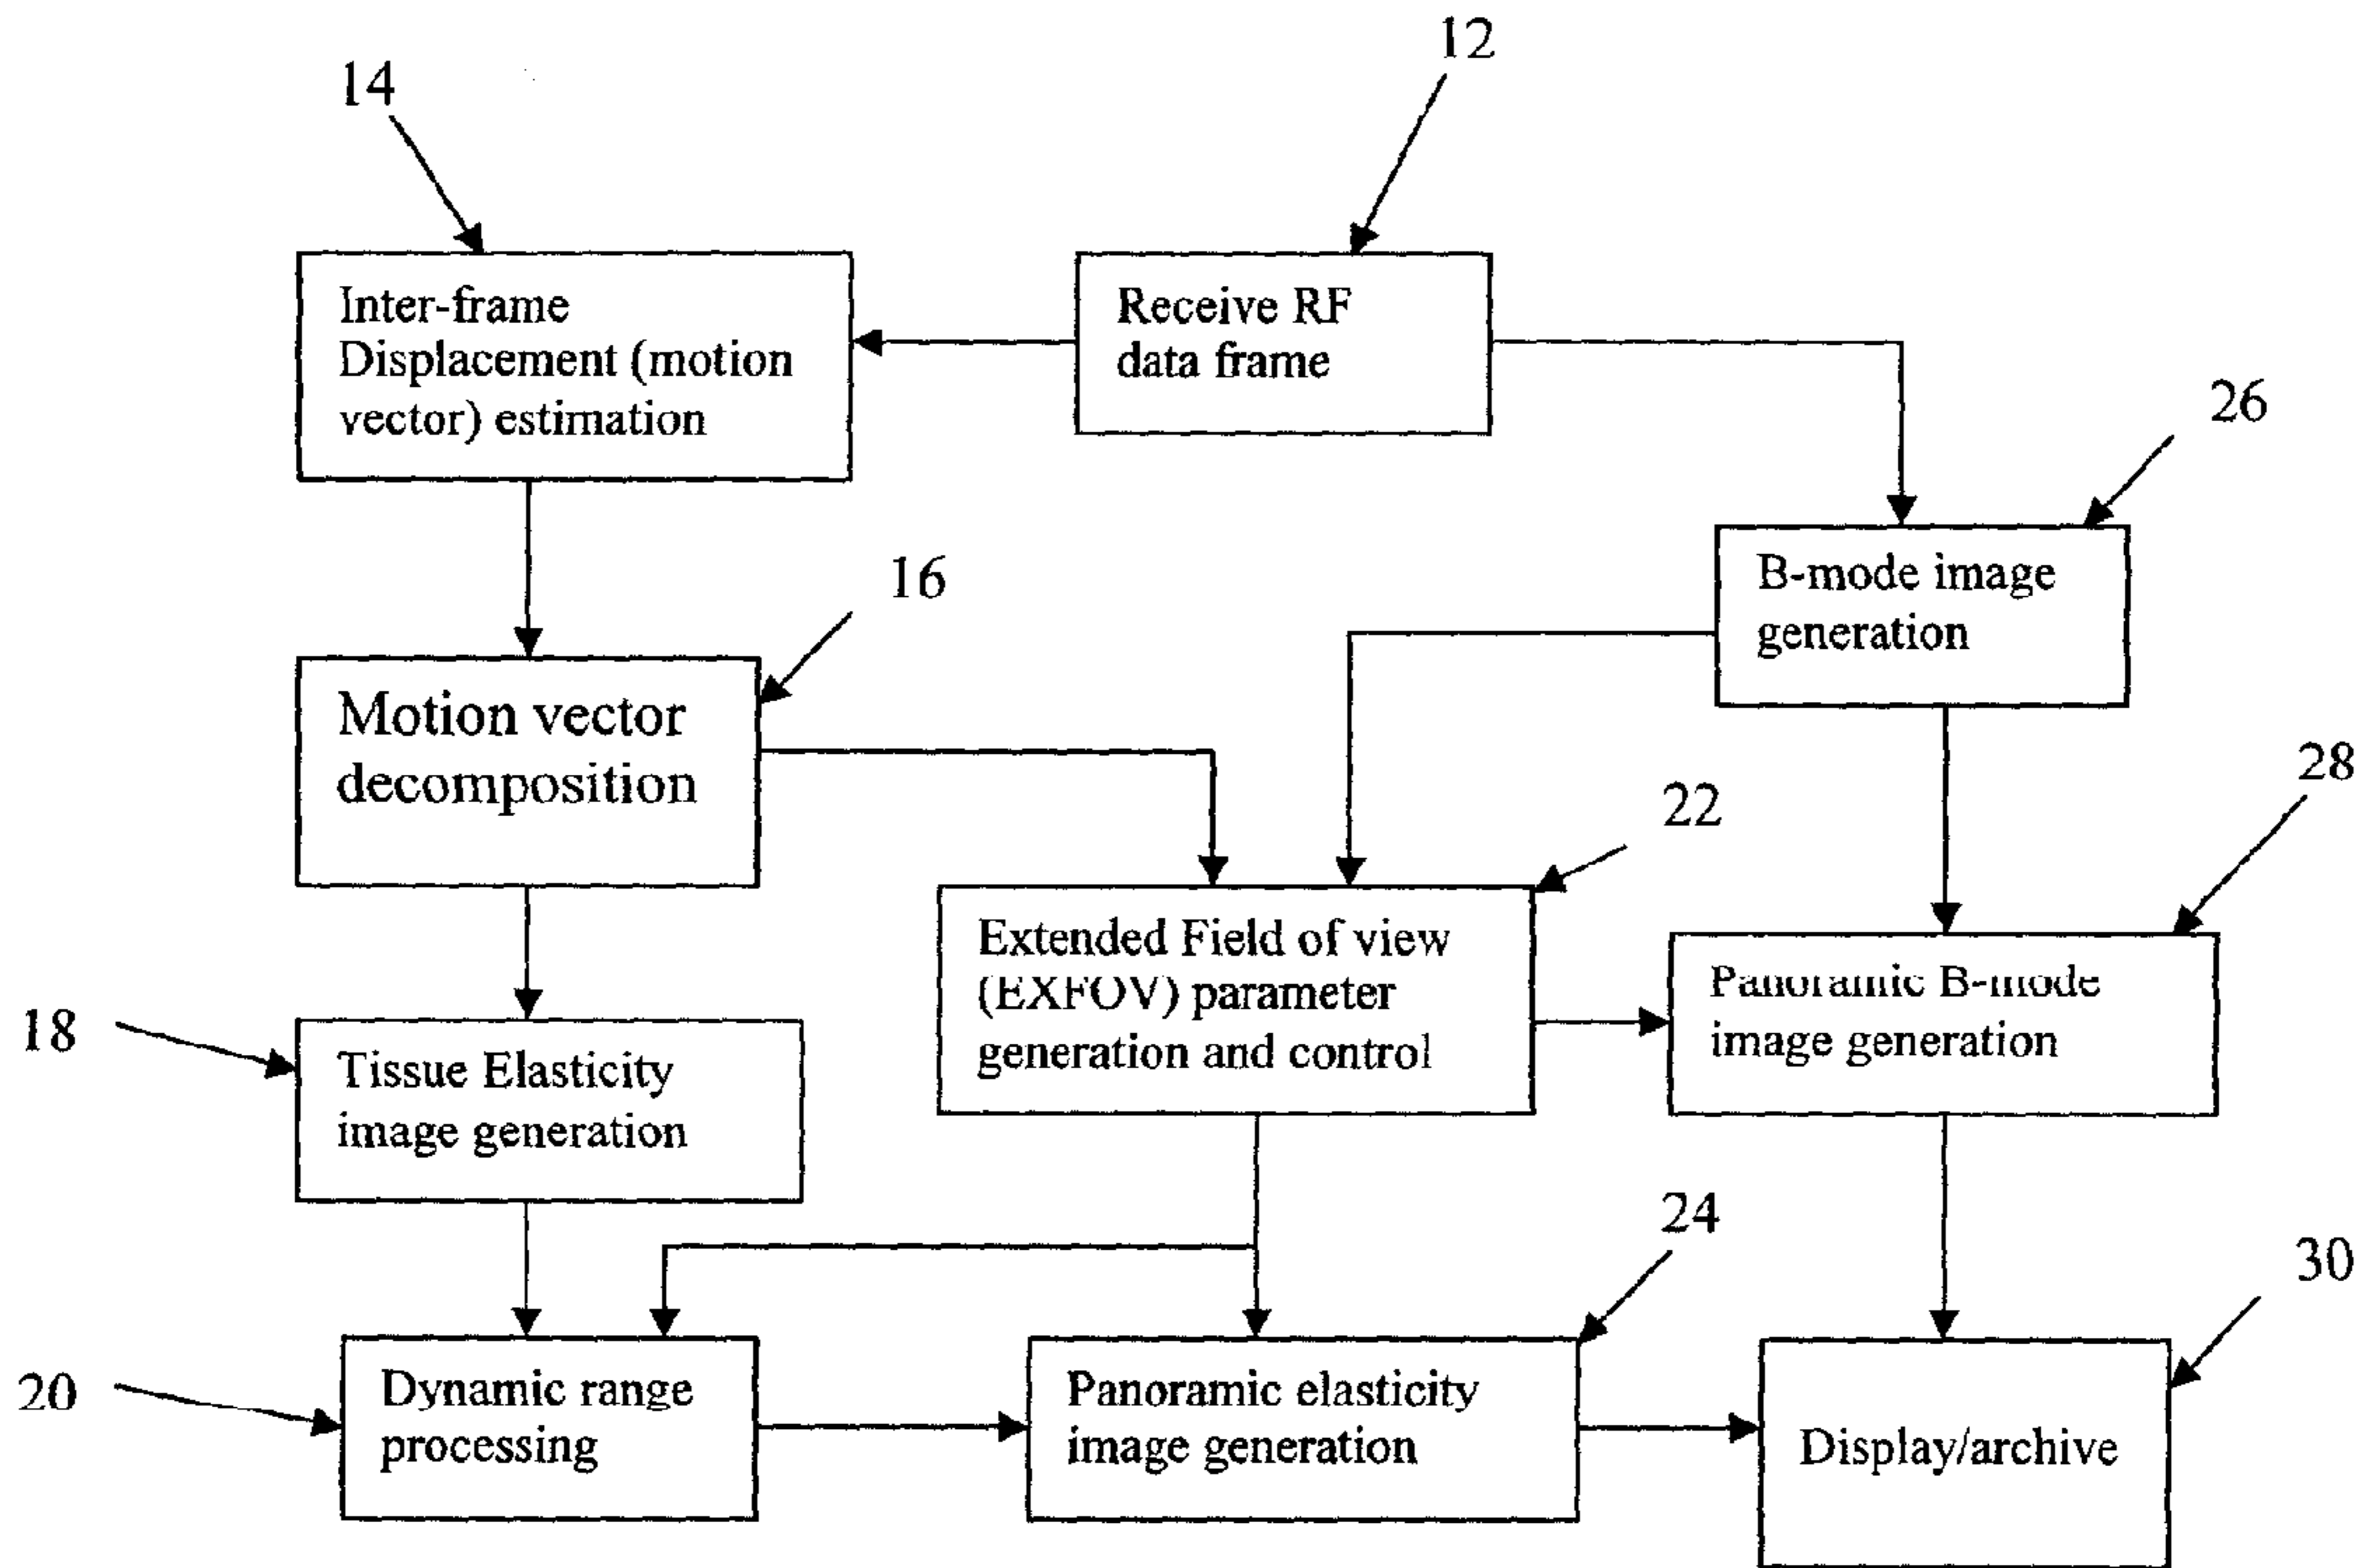 12
14
Inter-frame
Displacement (motion
vector) estimation
Receive RF
data frame
26
B-mode image
generation
16
Motion vector
decomposition
28
22
Extended Field of view
(EXFOV) parameter
generation and control
Panoramic B-mode
image generation
18
Tissue Elasticity
image generation
24
30
20
Dynamic range
processing
Panoramic elasticity
image generation
Display/archive